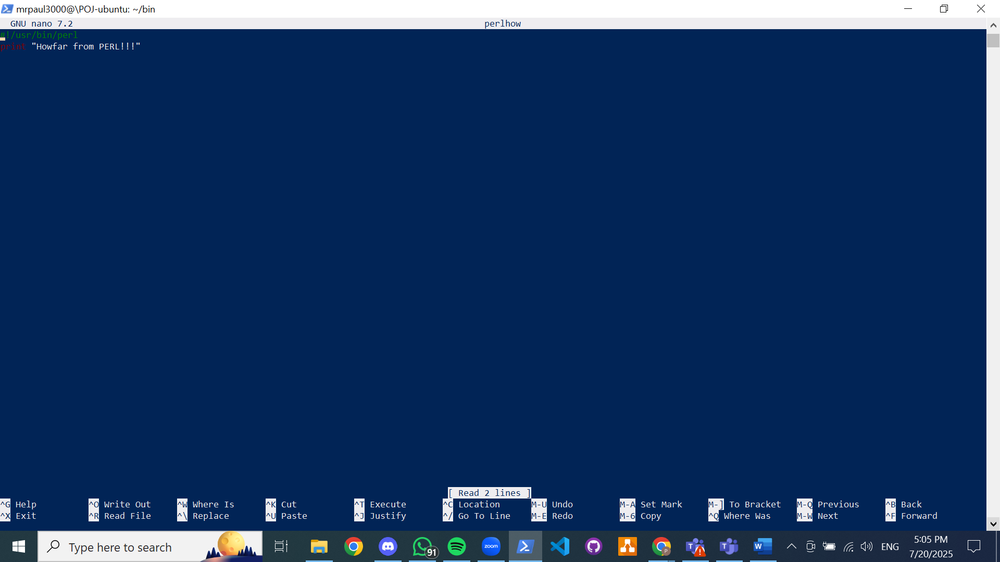 mrpaul3000@\POJ-ubuntu: ~/bin
GNU nano 7.2 perlhow
#!/usr/bin/perl
print "Howfar from PERL!!!"
[ Read 2 lines ]
^G Help ^O Write Out ^W Where Is ^K Cut ^T Execute ^C Location M-U Undo M-A Set Mark M-] To Bracket M-Q Previous ^B Back
^X Exit ^R Read File ^\ Replace ^U Paste ^J Justify ^/ Go To Line M-E Redo M-6 Copy ^Q Where Was M-W Next ^F Forward
Type here to search 91 zoom P T T W ENG 5:05 PM
7/20/2025